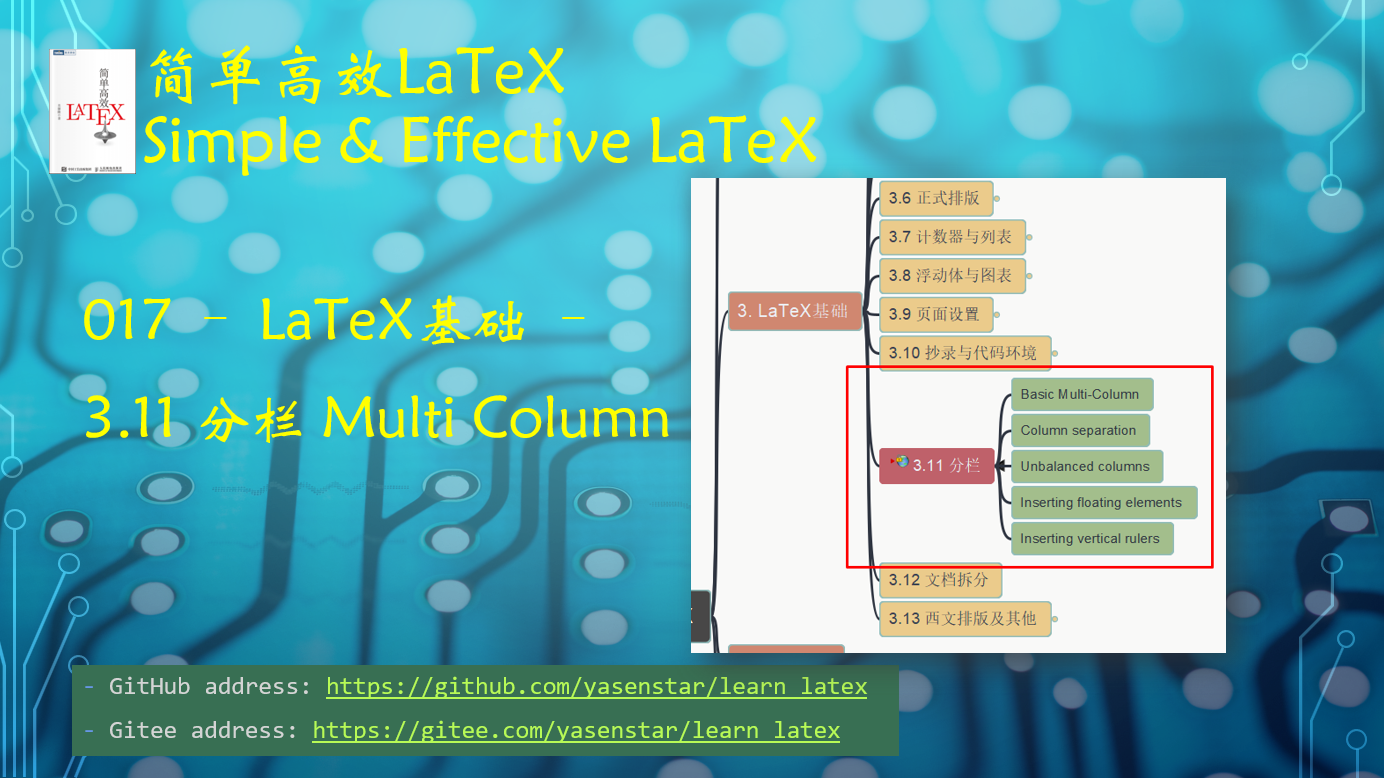 简单高效
LATEX
简单高效LaTeX
Simple & Effective LaTeX
017 - LaTeX基础 -
3.11 分栏 Multi Column
3. LaTeX基础
3.6 正式排版
3.7 计数器与列表
3.8 浮动体与图表
3.9 页面设置
3.10 抄录与代码环境
3.11 分栏
Basic Multi-Column
Column separation
Unbalanced columns
Inserting floating elements
Inserting vertical rulers
3.12 文档拆分
3.13 西文排版及其他
- GitHub address: https://github.com/yasenstar/learn_latex
- Gitee address: https://gitee.com/yasenstar/learn_latex